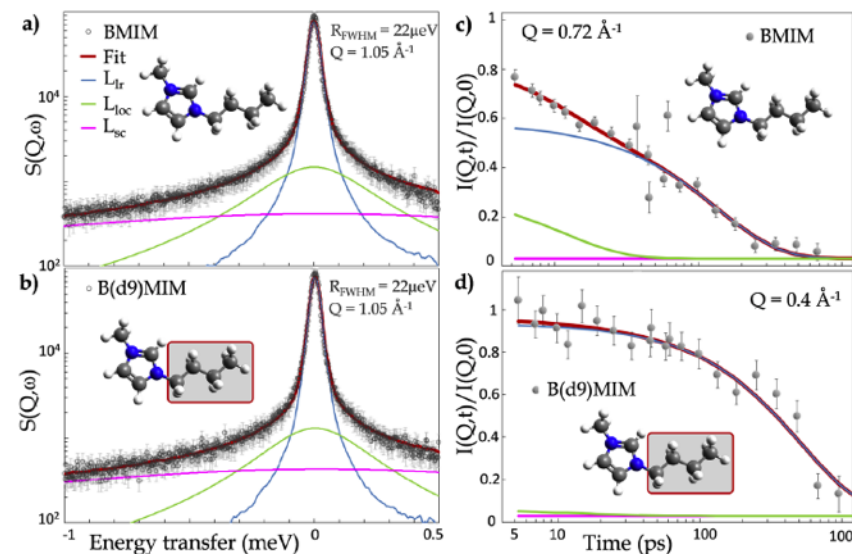 a)
BMIM
Fit
L_lr
L_loc
L_sc
R_FWHM = 22µeV
Q = 1.05 Å⁻¹
S(Q,ω)
10⁴
10²
b)
B(d9)MIM
R_FWHM = 22µeV
Q = 1.05 Å⁻¹
S(Q,ω)
10⁴
10²
-1
0
0.5
Energy transfer (meV)
c)
Q = 0.72 Å⁻¹
BMIM
I(Q,t)/I(Q,0)
1
0.8
0.6
0.4
0.2
0
d)
Q = 0.4 Å⁻¹
B(d9)MIM
I(Q,t)/I(Q,0)
1
0.8
0.6
0.4
0.2
0
5
10
100
1000
Time (ps)